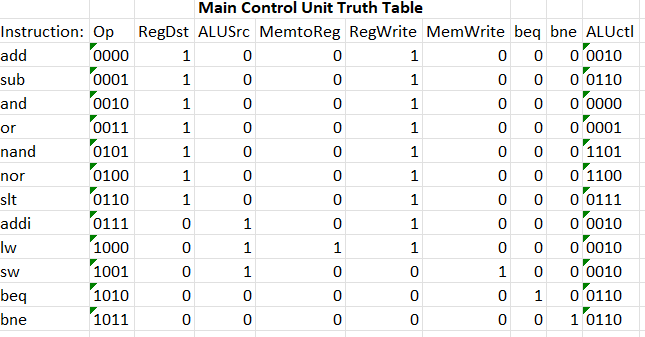 Main Control Unit Truth Table
Instruction: Op RegDst ALUSrc MemtoReg RegWrite MemWrite beq bne ALUctl
add 0000 1 0 0 1 0 0 0 0010
sub 0001 1 0 0 1 0 0 0 0110
and 0010 1 0 0 1 0 0 0 0000
or 0011 1 0 0 1 0 0 0 0001
nand 0101 1 0 0 1 0 0 0 1101
nor 0100 1 0 0 1 0 0 0 1100
slt 0110 1 0 0 1 0 0 0 0111
addi 0111 0 1 0 1 0 0 0 0010
lw 1000 0 1 1 1 0 0 0 0010
sw 1001 0 1 0 0 1 0 0 0010
beq 1010 0 0 0 0 0 1 0 0110
bne 1011 0 0 0 0 0 0 1 0110